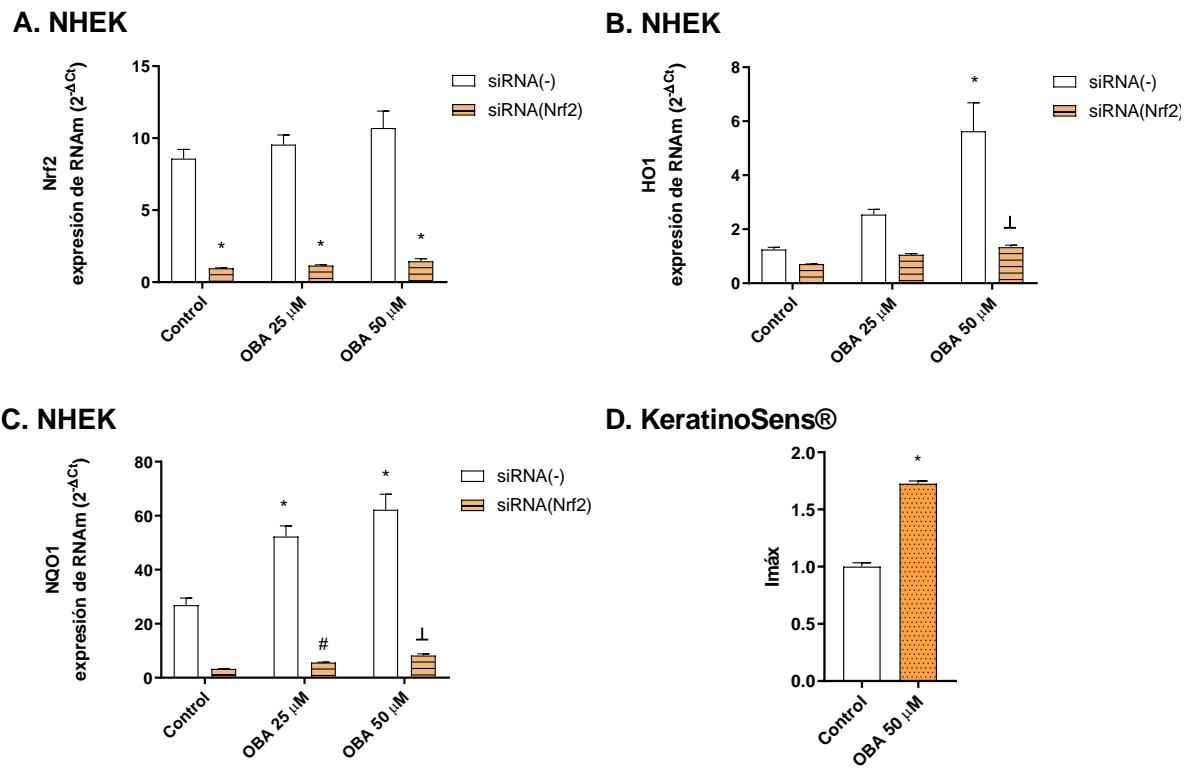 A. NHEK
Nrf2
expresión de RNAm (2-ΔCt)
15
10
5
0
*
*
*
Control
OBA 25 μM
OBA 50 μM
siRNA(-)
siRNA(Nrf2)
B. NHEK
HO1
expresión de RNAm (2-ΔCt)
8
6
4
2
0
*
⊥
Control
OBA 25 μM
OBA 50 μM
siRNA(-)
siRNA(Nrf2)
C. NHEK
NQO1
expresión de RNAm (2-ΔCt)
80
60
40
20
0
*
*
#
⊥
Control
OBA 25 μM
OBA 50 μM
siRNA(-)
siRNA(Nrf2)
D. KeratinoSens®
Imáx
2.0
1.5
1.0
0.5
0.0
*
Control
OBA 50 μM